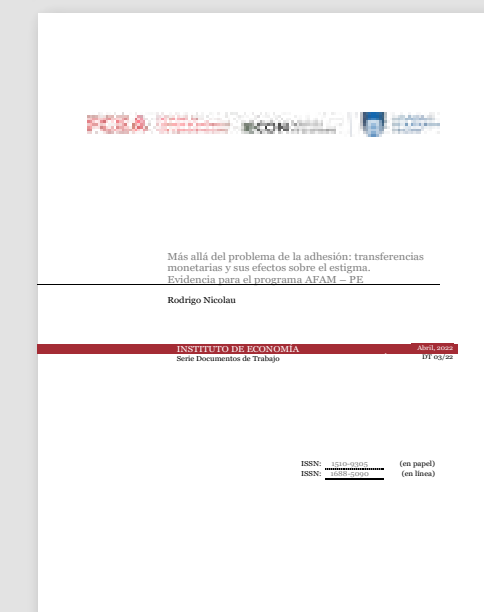 FCEA
IECON
Más allá del problema de la adhesión: transferencias
monetarias y sus efectos sobre el estigma.
Evidencia para el programa AFAM – PE
Rodrigo Nicolau
INSTITUTO DE ECONOMÍA
Abril, 2022
Serie Documentos de Trabajo
DT 03/22
ISSN: 1510-9305 (en papel)
ISSN: 1688-5090 (en línea)